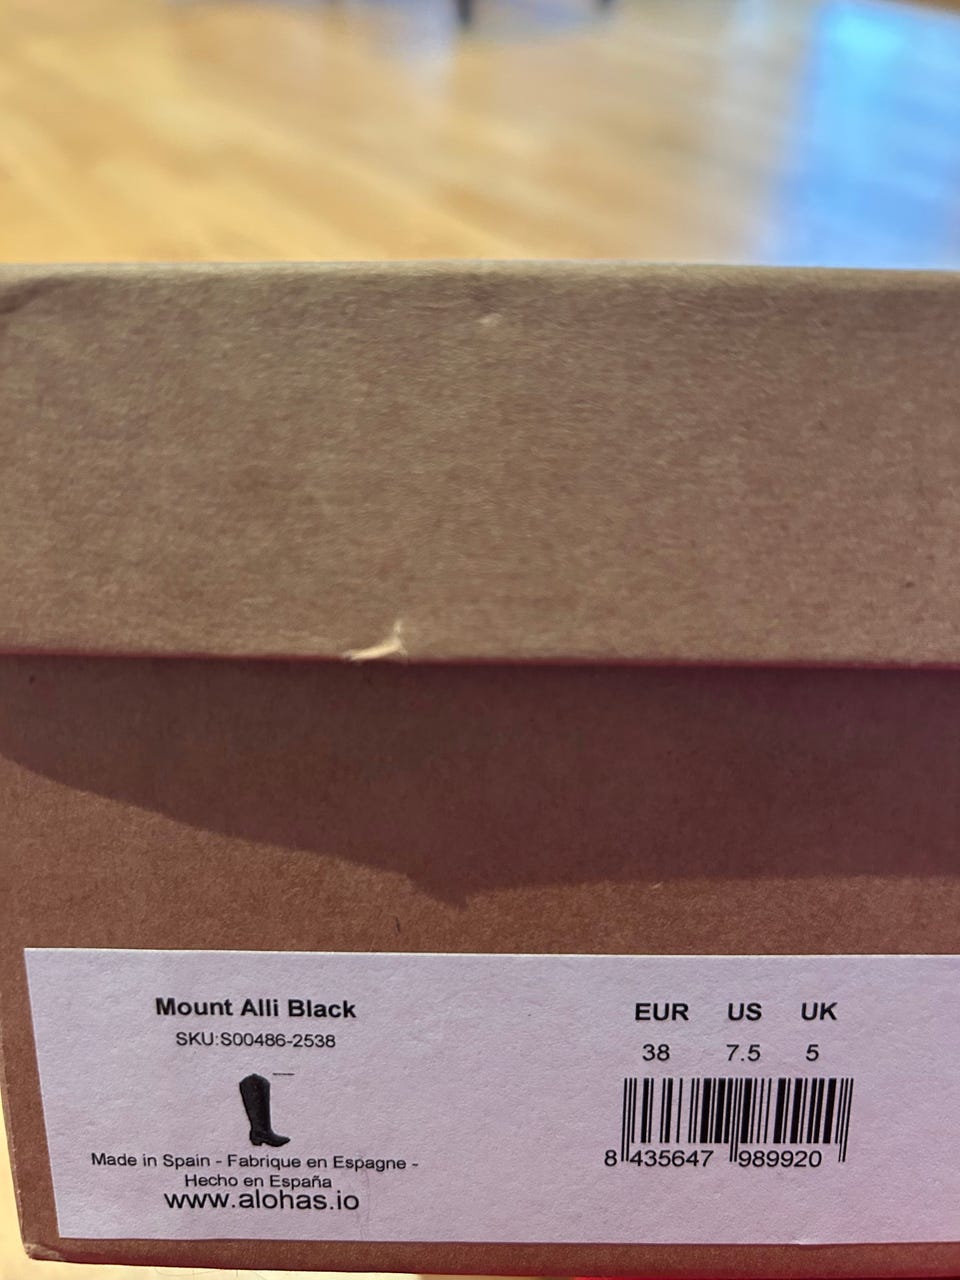 Mount Alli Black
SKU:S00486-2538
Made in Spain - Fabrique en Espagne -
Hecho en España
www.alohas.io
EUR US UK
38 7.5 5
8 435647 989920